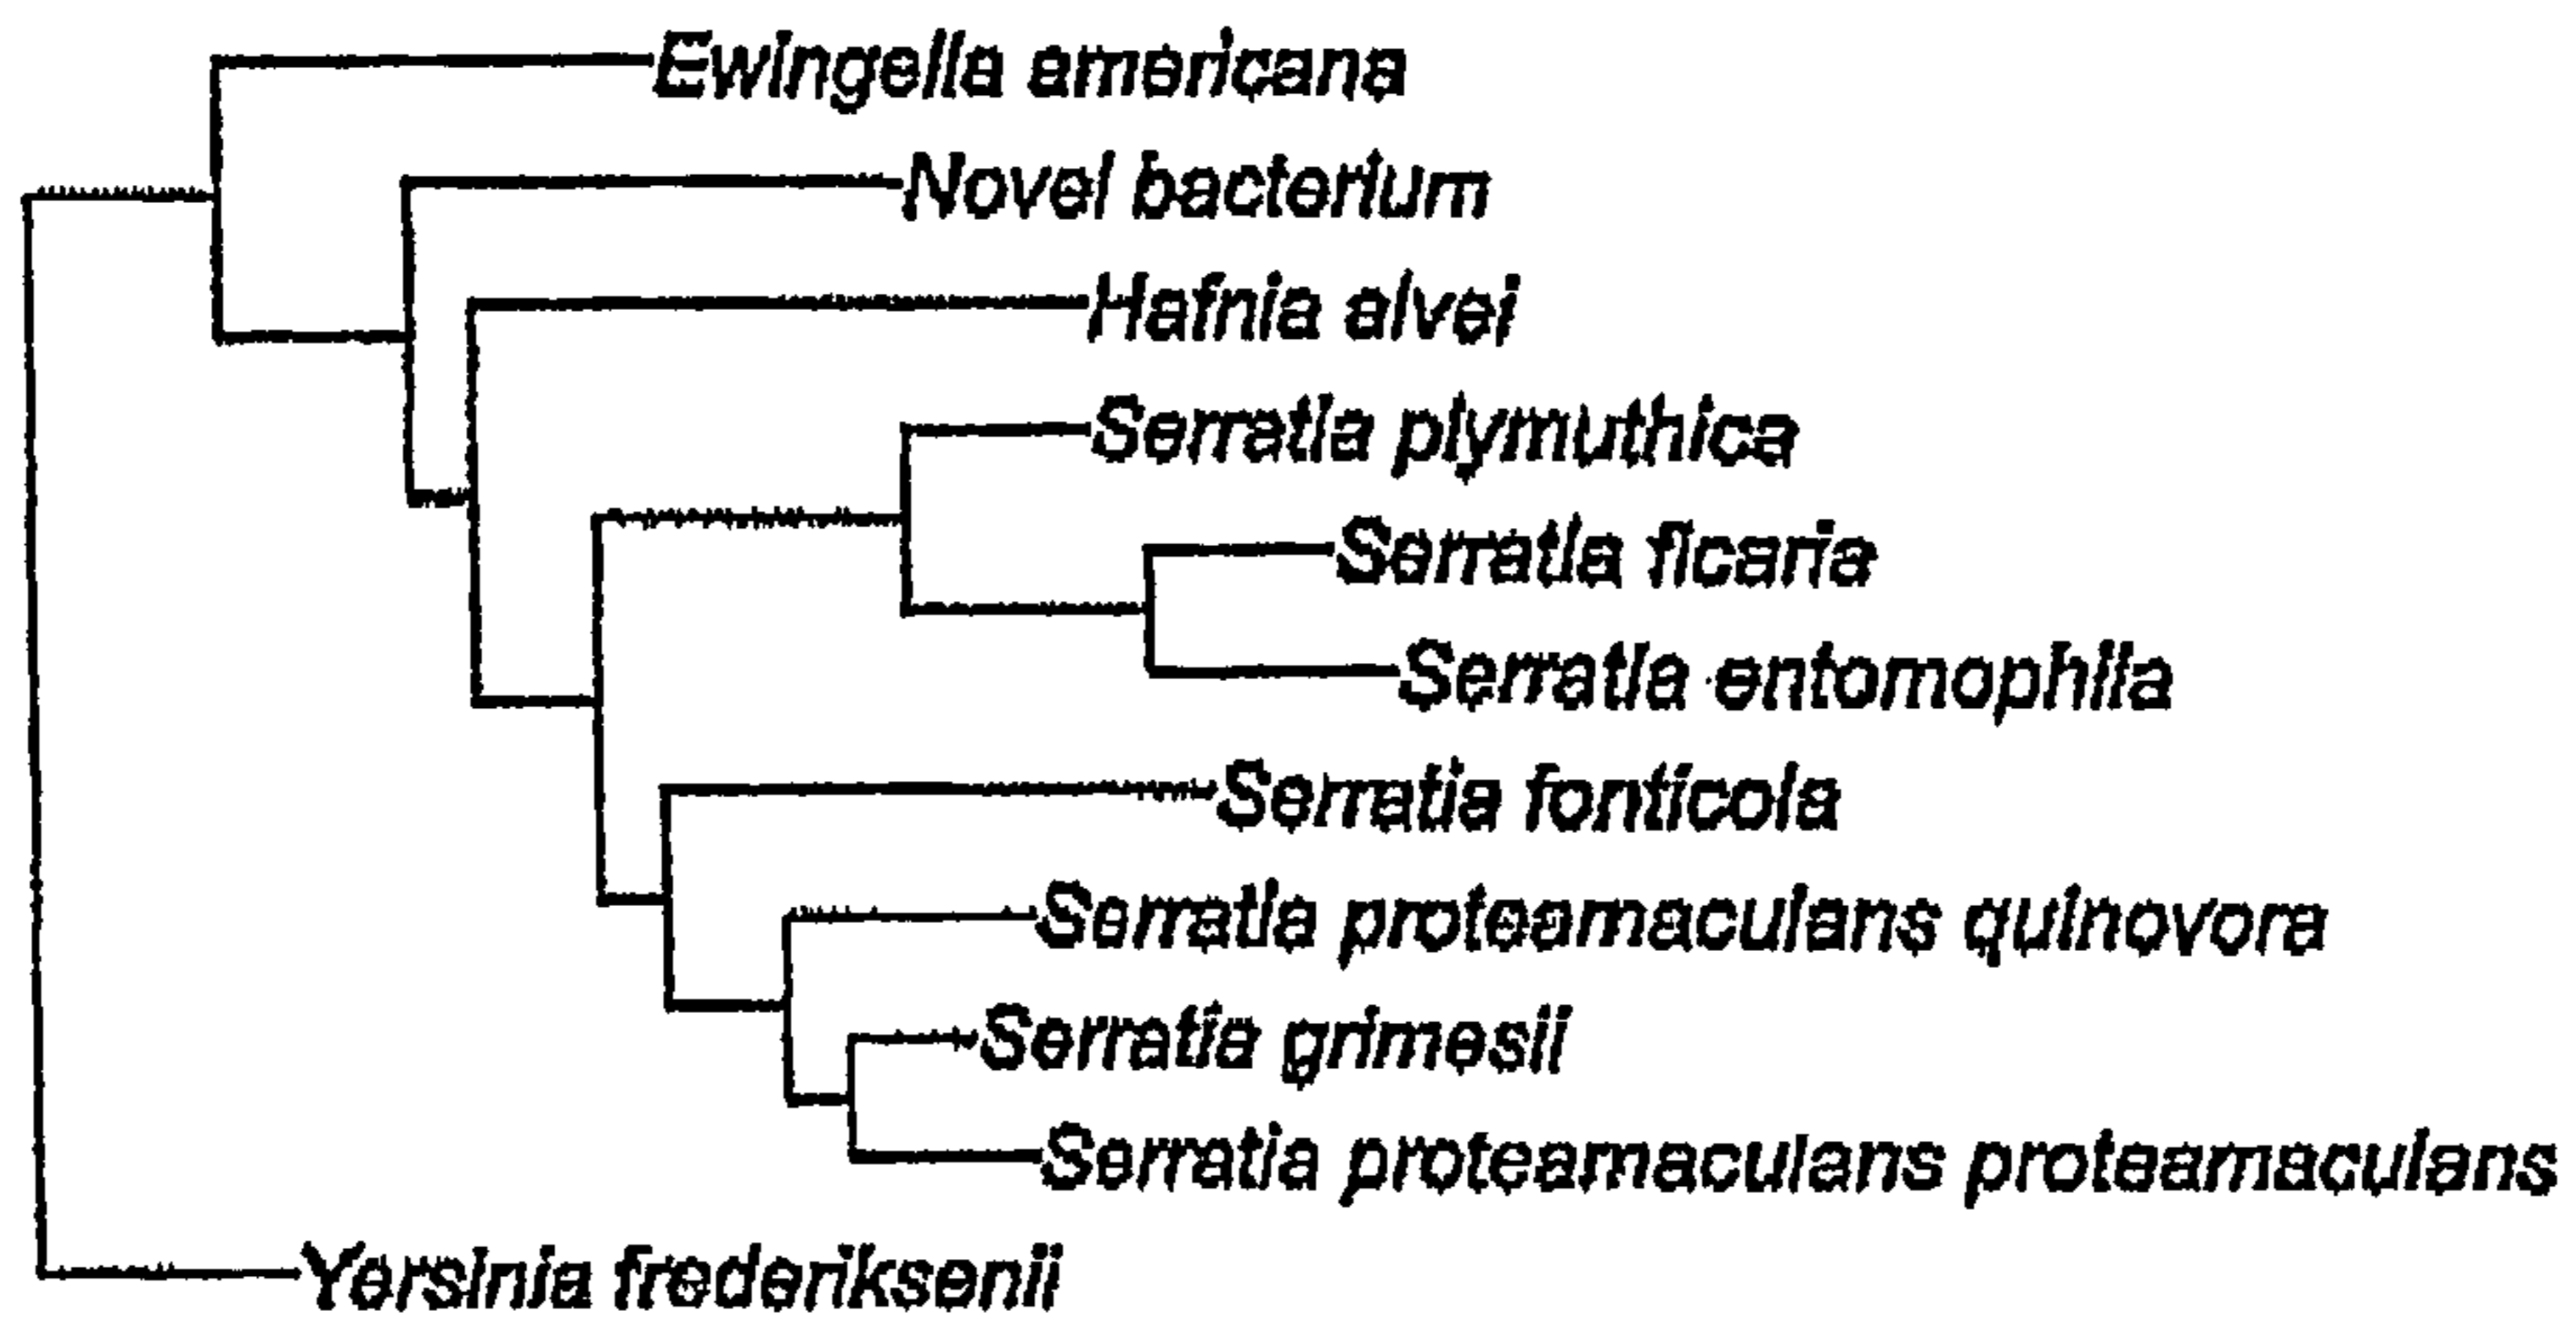 Ewingella americana
Novel bacterium
Hafnia alvei
Serratia plymuthica
Serratia ficaria
Serratia entomophila
Serratia fonticola
Serratia proteamaculans quinovora
Serratia grimesii
Serratia proteamaculans proteamaculans
Yersinia frederiksenii